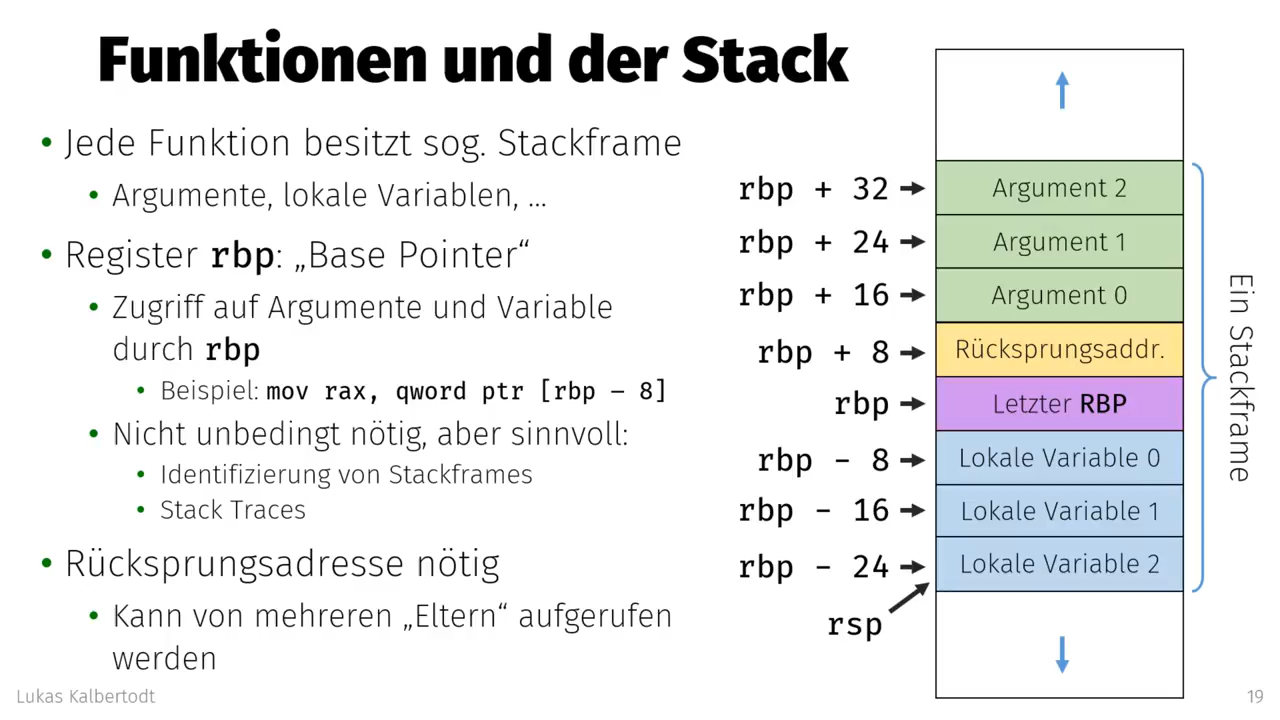 Funktionen und der Stack
• Jede Funktion besitzt sog. Stackframe
• Argumente, lokale Variablen, ...
• Register rbp: „Base Pointer“
• Zugriff auf Argumente und Variable
durch rbp
• Beispiel: mov rax, qword ptr [rbp – 8]
• Nicht unbedingt nötig, aber sinnvoll:
• Identifizierung von Stackframes
• Stack Traces
• Rücksprungsadresse nötig
• Kann von mehreren „Eltern“ aufgerufen
werden
rbp + 32 Argument 2
rbp + 24 Argument 1
rbp + 16 Argument 0
rbp + 8 Rücksprungsaddr.
rbp Letzter RBP
rbp - 8 Lokale Variable 0
rbp - 16 Lokale Variable 1
rbp - 24 Lokale Variable 2
rsp
Ein Stackframe
Lukas Kalbertodt
19